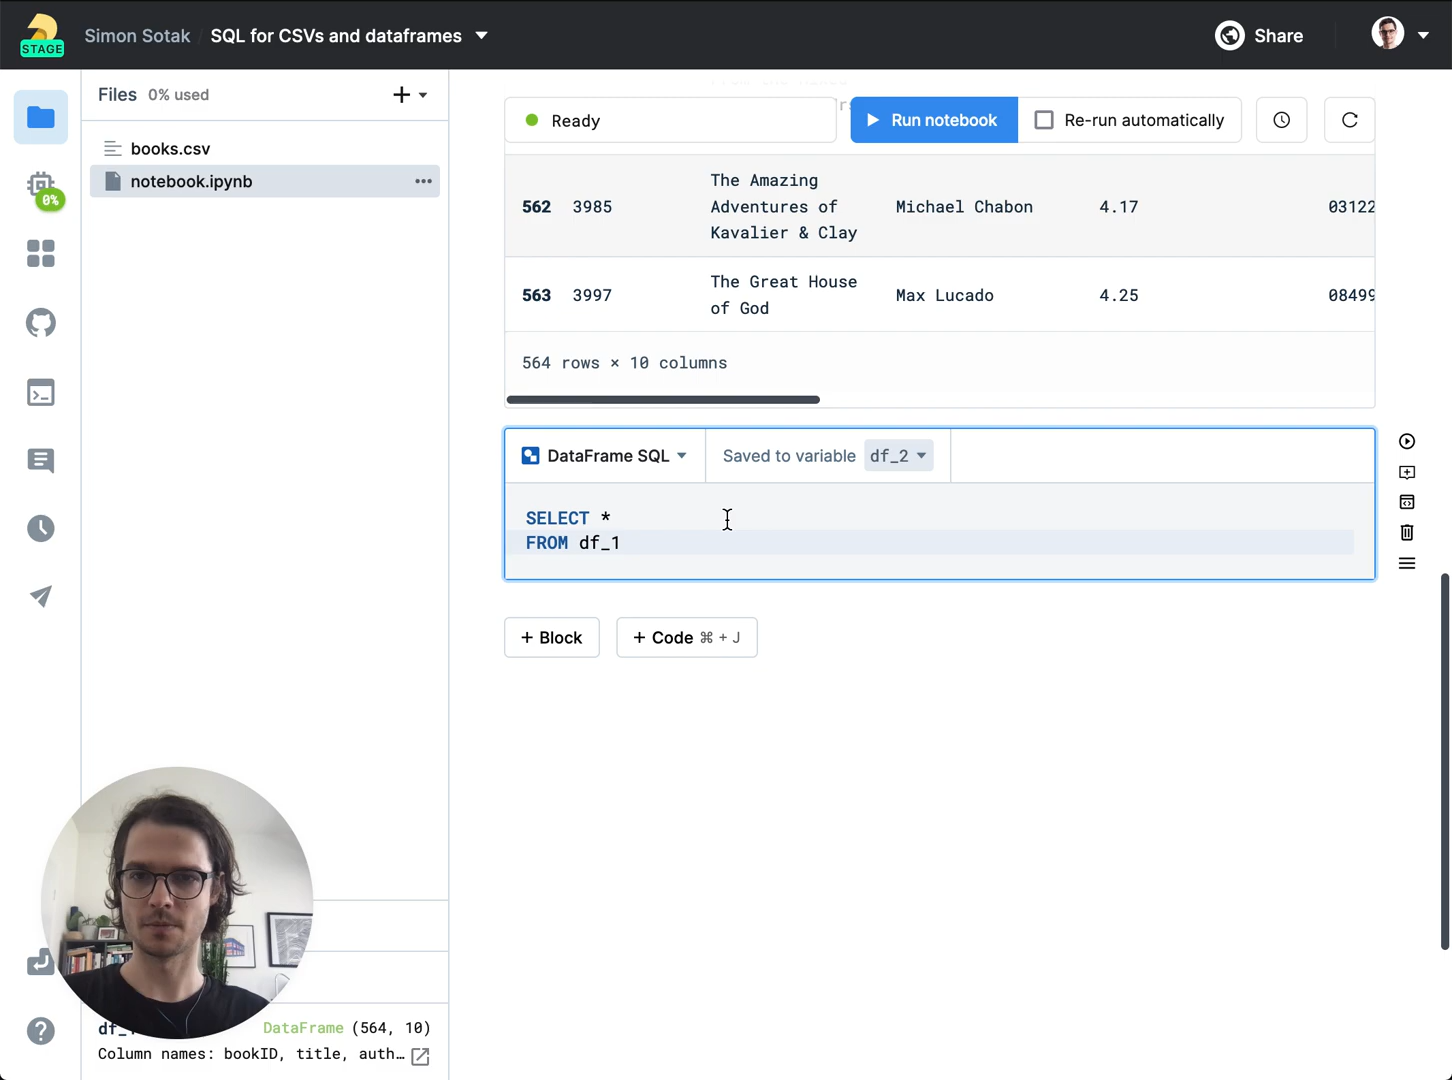 STAGE
Simon Sotak / SQL for CSVs and dataframes
Share
Files 0% used
books.csv
notebook.ipynb
0%
Ready
Run notebook
Re-run automatically
562 3985 The Amazing Adventures of Kavalier & Clay Michael Chabon 4.17 03122
563 3997 The Great House of God Max Lucado 4.25 08499
564 rows × 10 columns
DataFrame SQL
Saved to variable df_2
SELECT *
FROM df_1
+ Block
+ Code ⌘ + J
DataFrame (564, 10)
Column names: bookID, title, auth…